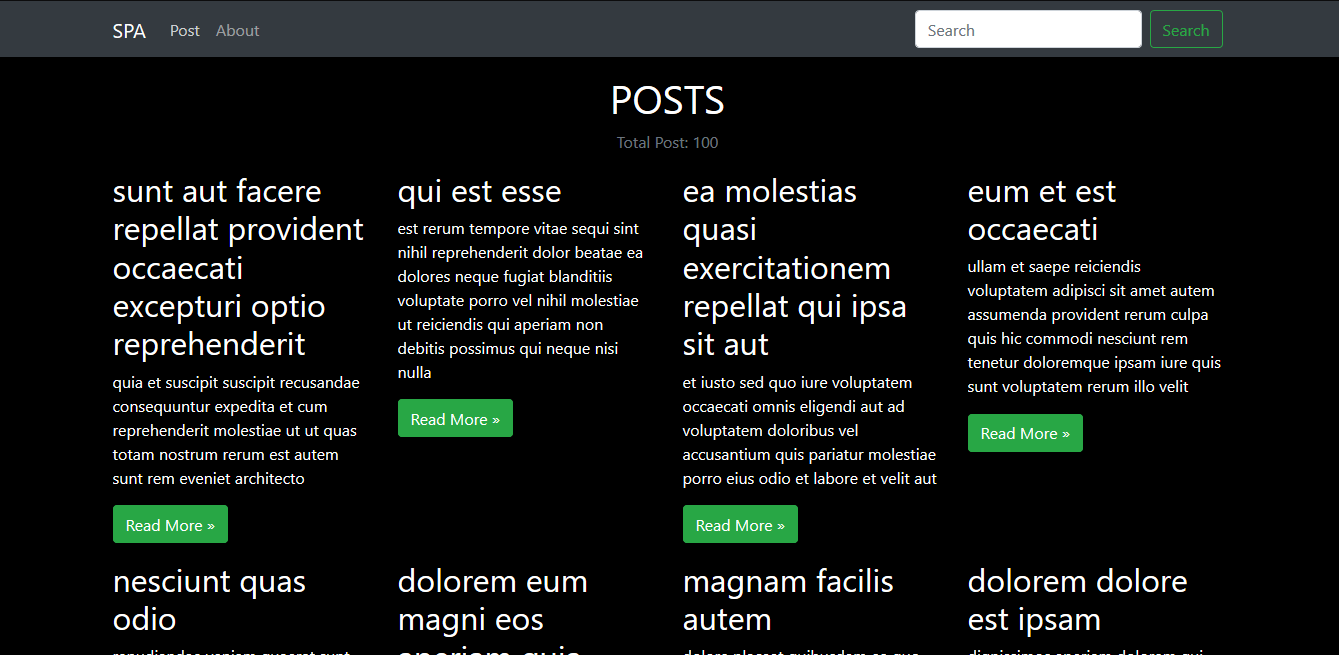 SPA Post About Search Search
POSTS
Total Post: 100
sunt aut facere
repellat provident
occaecati
excepturi optio
reprehenderit
quia et suscipit suscipit recusandae
consequuntur expedita et cum
reprehenderit molestiae ut ut quas
totam nostrum rerum est autem
sunt rem eveniet architecto
Read More »
qui est esse
est rerum tempore vitae sequi sint
nihil reprehenderit dolor beatae ea
dolores neque fugiat blanditiis
voluptate porro vel nihil molestiae
ut reiciendis qui aperiam non
debitis possimus qui neque nisi
nulla
Read More »
ea molestias
quasi
exercitationem
repellat qui ipsa
sit aut
et iusto sed quo iure voluptatem
occaecati omnis eligendi aut ad
voluptatem doloribus vel
accusantium quis pariatur molestiae
porro eius odio et labore et velit aut
Read More »
eum et est
occaecati
ullam et saepe reiciendis
voluptatem adipisci sit amet autem
assumenda provident rerum culpa
quis hic commodi nesciunt rem
tenetur doloremque ipsam iure quis
sunt voluptatem rerum illo velit
Read More »
nesciunt quas
odio
dolorem eum
magni eos
aperiam quia
magnam facilis
autem
dolorem dolore
est ipsam